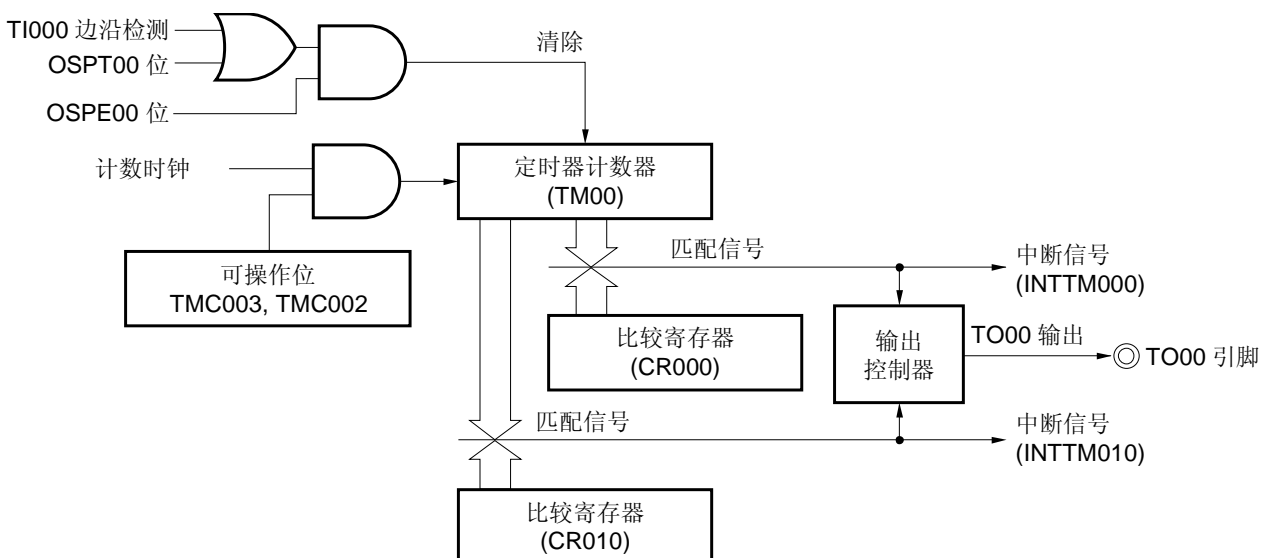 TI000 边沿检测
OSPT00 位
OSPE00 位
清除
计数时钟
定时器计数器
(TM00)
可操作位
TMC003, TMC002
匹配信号
中断信号
(INTTM000)
比较寄存器
(CR000)
输出
控制器
TO00 输出
TO00 引脚
匹配信号
中断信号
(INTTM010)
比较寄存器
(CR010)